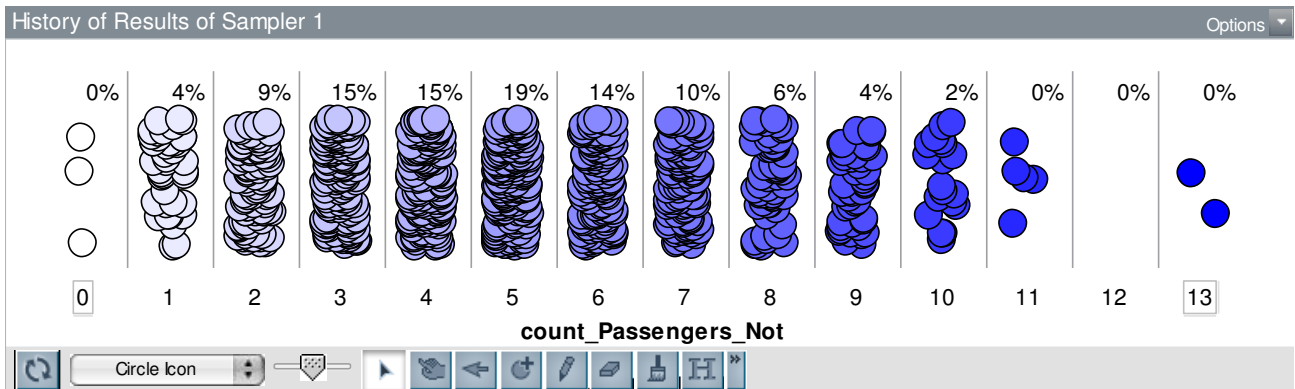 History of Results of Sampler 1 Options
0% 4% 9% 15% 15% 19% 14% 10% 6% 4% 2% 0% 0% 0%
0 1 2 3 4 5 6 7 8 9 10 11 12 13
count_Passengers_Not
Circle Icon H »